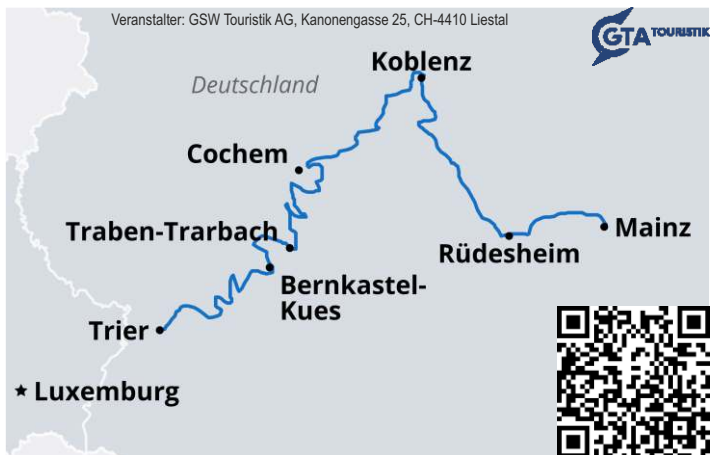 Veranstalter: GSW Touristik AG, Kanonengasse 25, CH-4410 Liestal
GTA TOURISTIK
Koblenz
Deutschland
Cochem
Traben-Trarbach
Mainz
Rüdesheim
Bernkastel-
Kues
Trier
Luxemburg